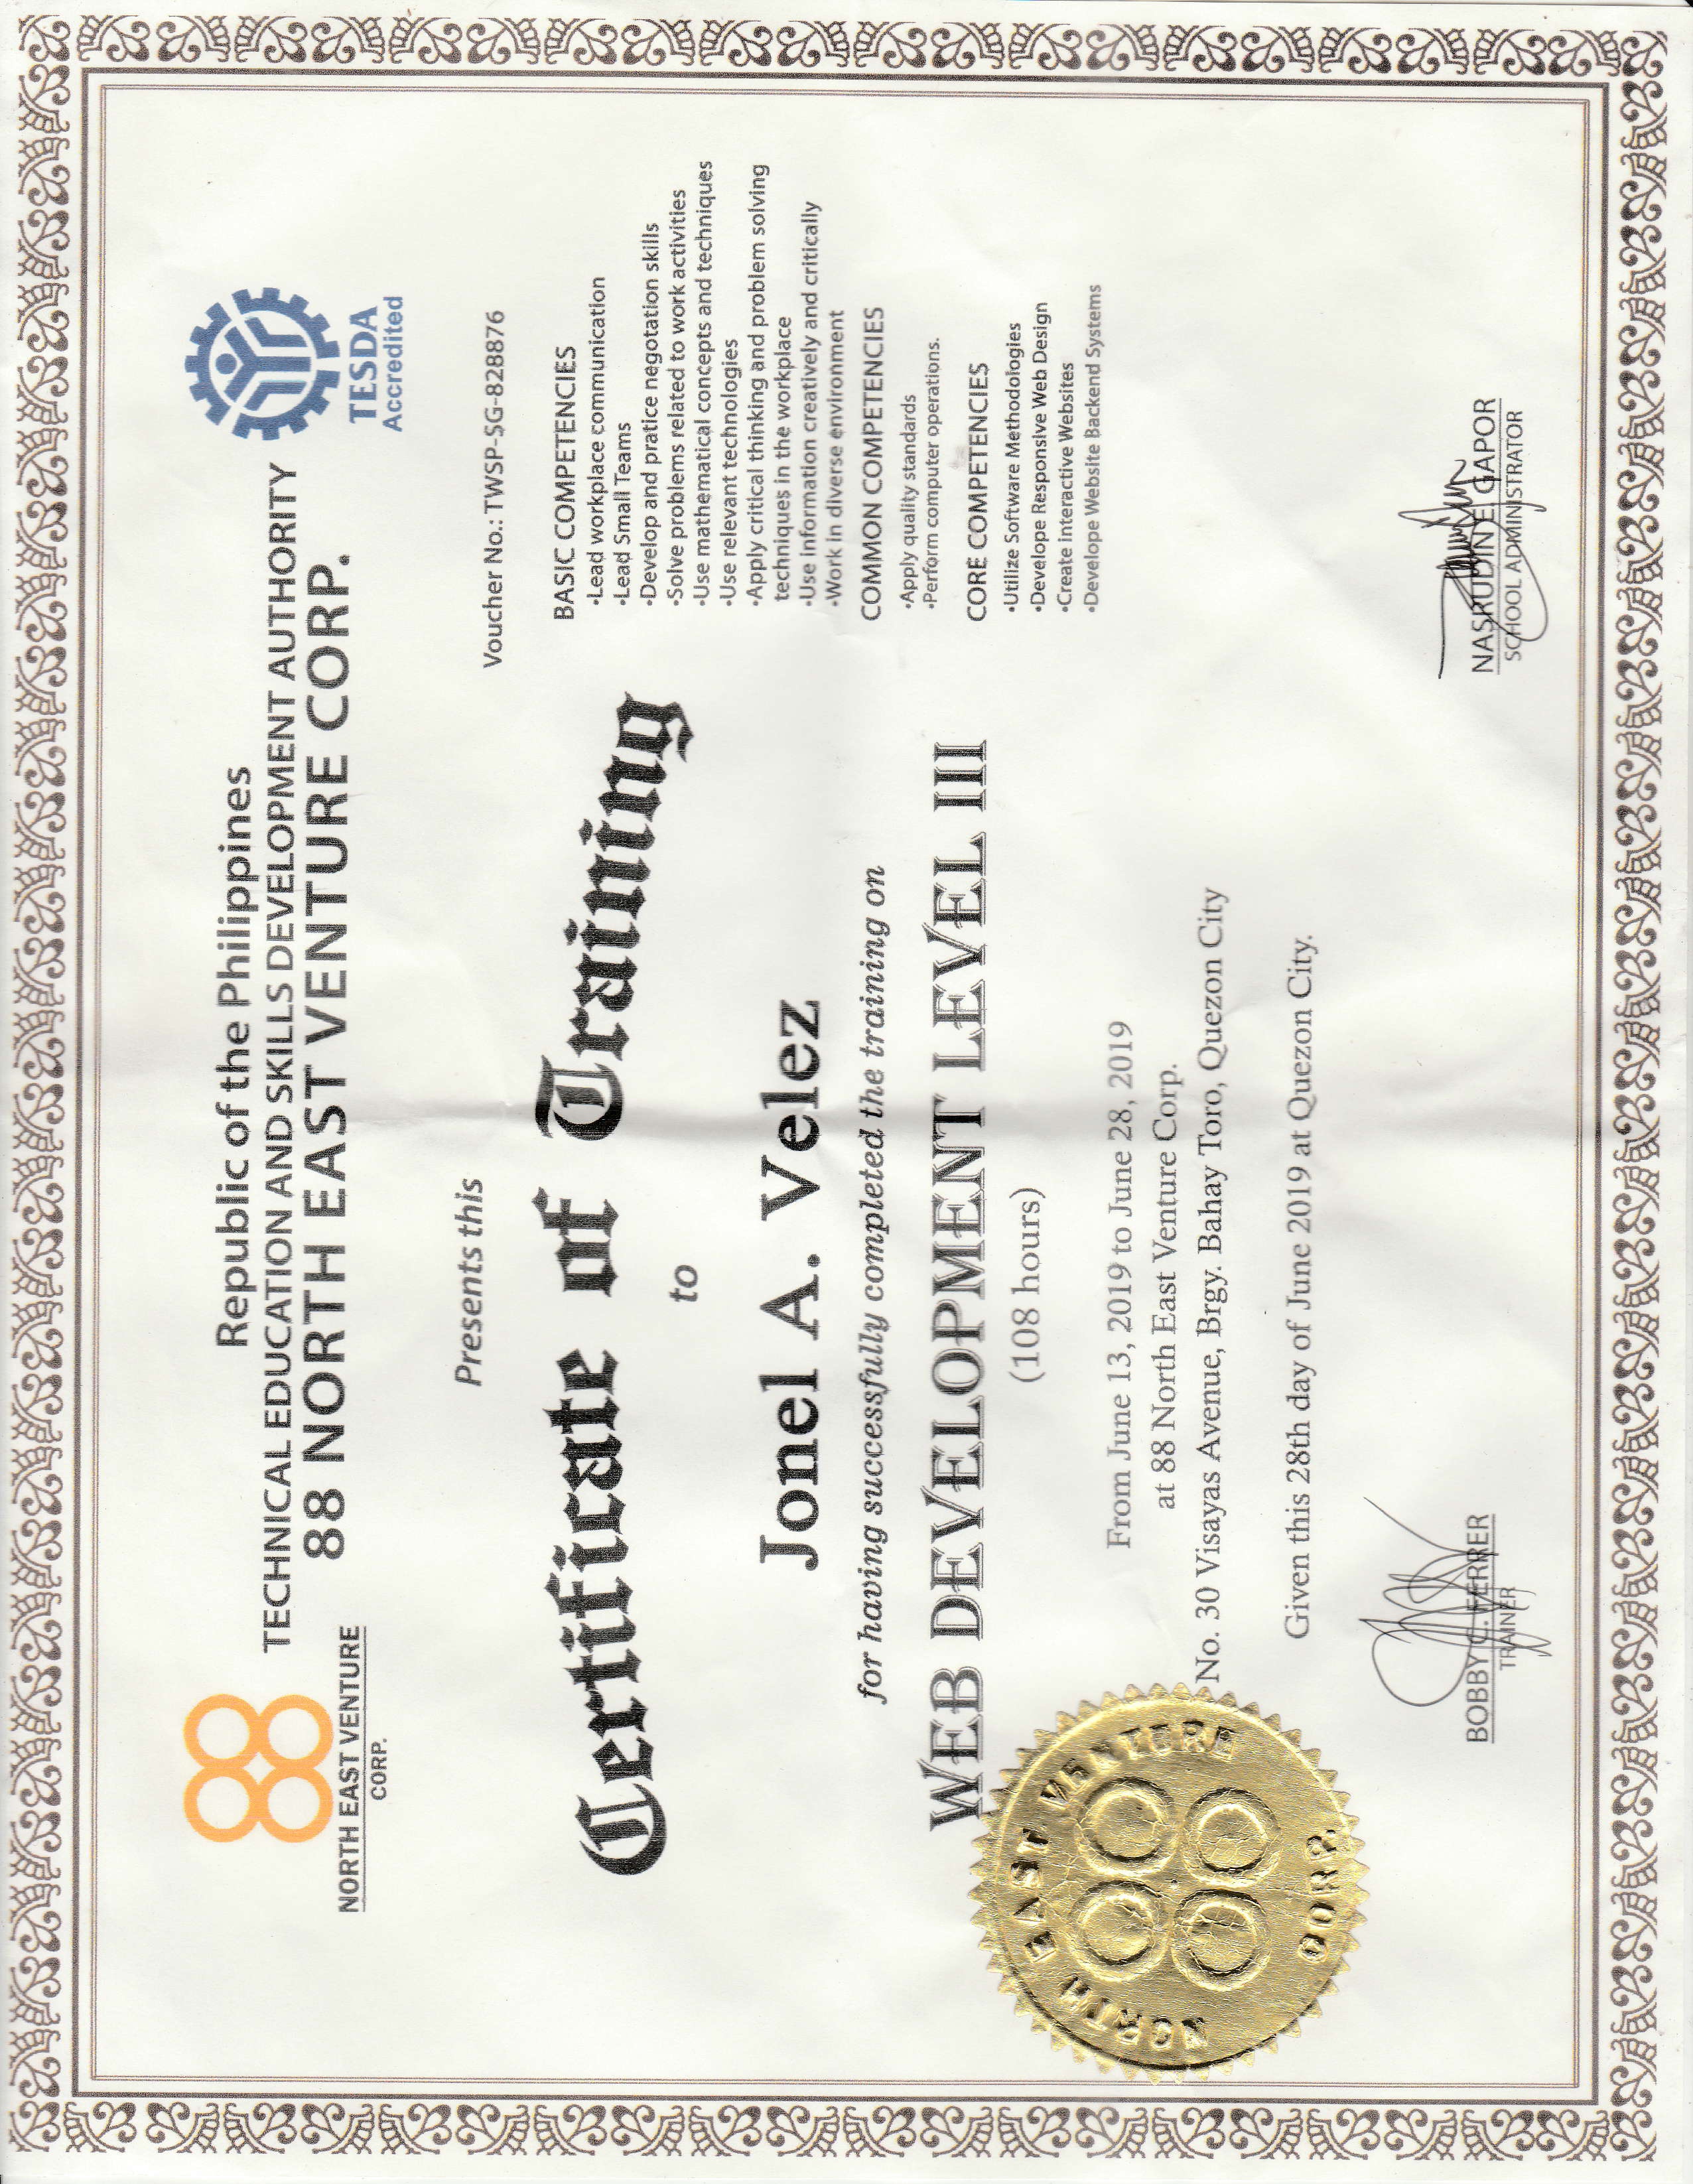 NORTH EAST VENTURE
CORP.
Republic of the Philippines
TECHNICAL EDUCATION AND SKILLS DEVELOPMENT AUTHORITY
88 NORTH EAST VENTURE CORP.
TESDA
Accredited
Presents this
Certificate of Training
to
Jonel A. Velez
for having successfully completed the training on
WEB DEVELOPMENT LEVEL III
(108 hours)
From June 13, 2019 to June 28, 2019
at 88 North East Venture Corp.
No. 30 Visayas Avenue, Brgy. Bahay Toro, Quezon City
Given this 28th day of June 2019 at Quezon City.
Voucher No.: TWSP-SG-828876
BASIC COMPETENCIES
•Lead workplace communication
•Lead Small Teams
•Develop and pratice negotation skills
•Solve problems related to work activities
•Use mathematical concepts and techniques
•Use relevant technologies
•Apply critical thinking and problem solving
techniques in the workplace
•Use information creatively and critically
•Work in diverse environment
COMMON COMPETENCIES
•Apply quality standards
•Perform computer operations.
CORE COMPETENCIES
•Utilize Software Methodologies
•Develope Responsive Web Design
•Create interactive Websites
•Develope Website Backend Systems
NORTH EAST VENTURE
CORP.
BOBBY C. FERRER
TRAINER
NASRUDIN E. GAPOR
SCHOOL ADMINISTRATOR